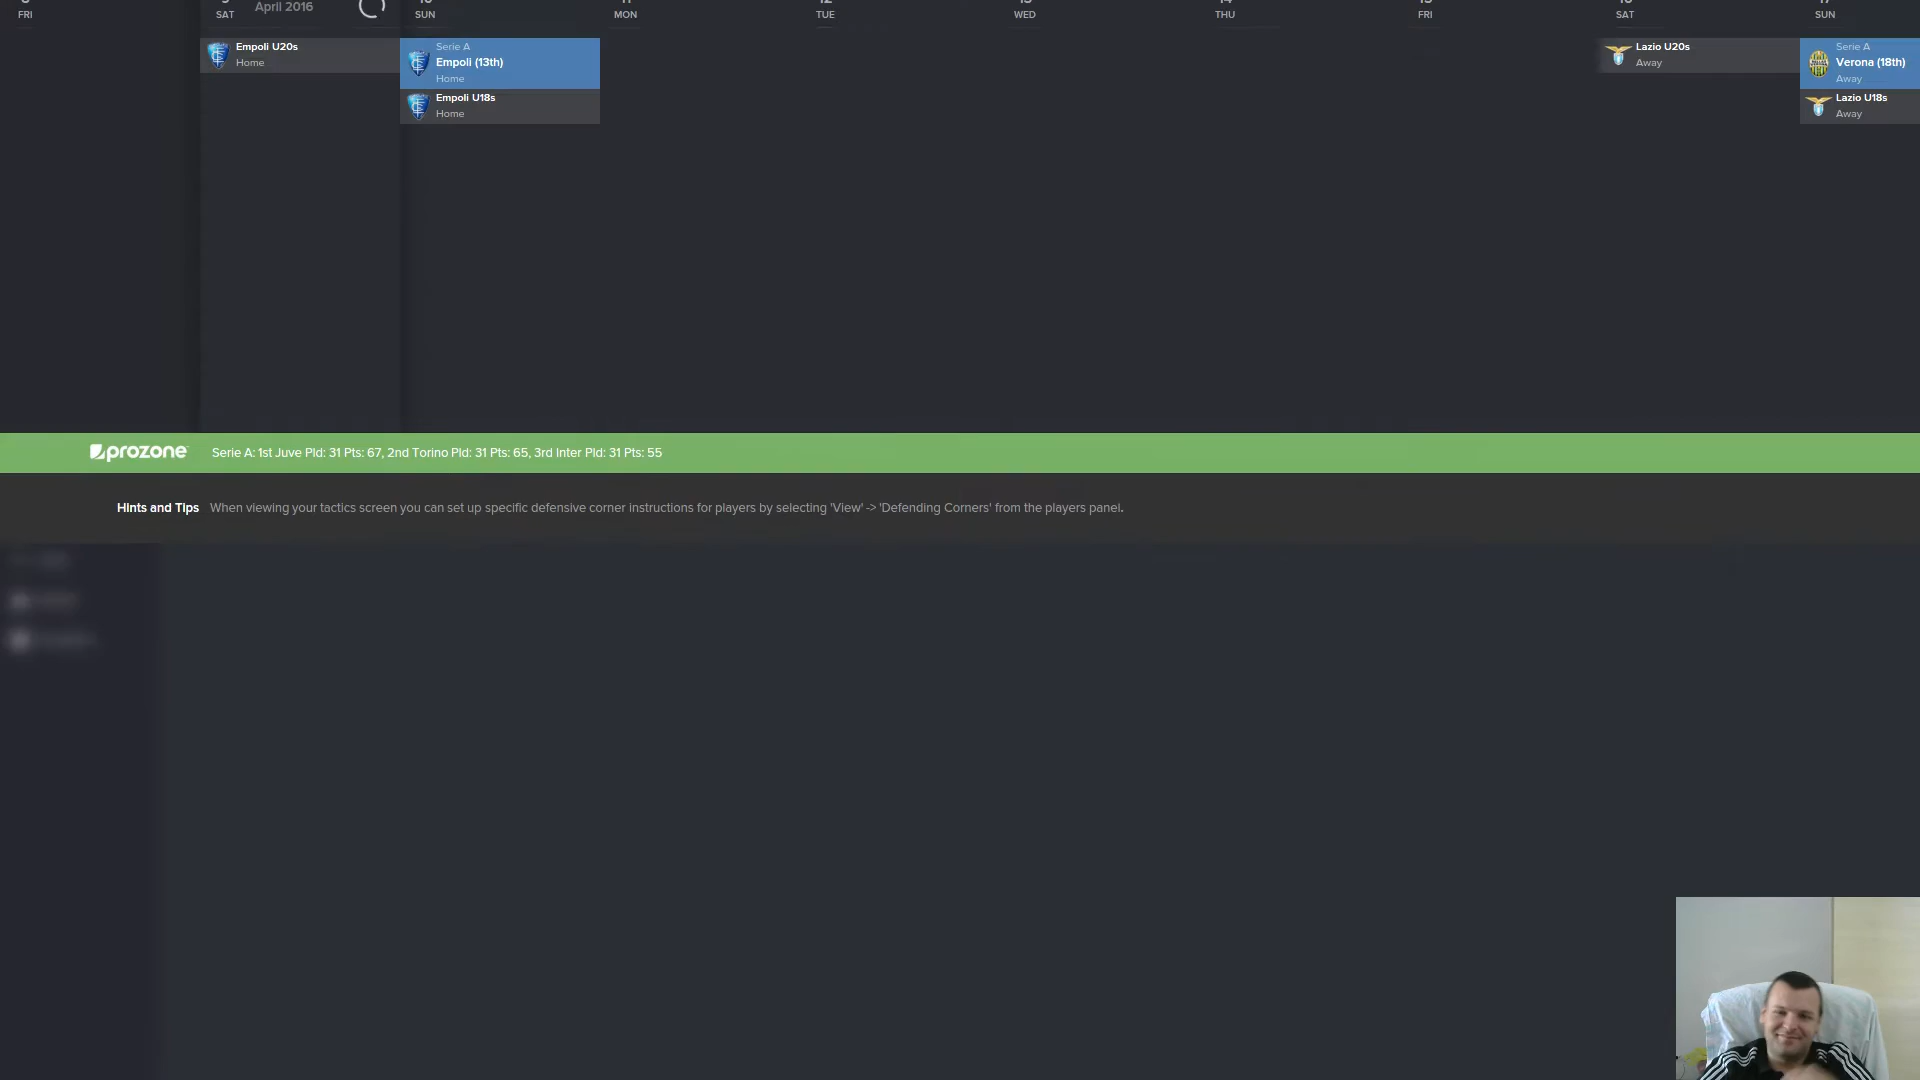 April 2016
FRI
SAT
SUN
MON
TUE
WED
THU
FRI
SAT
SUN
Empoli U20s
Home
Serie A
Empoli (13th)
Home
Empoli U18s
Home
Lazio U20s
Away
Serie A
Verona (18th)
Away
Lazio U18s
Away
prozone
Serie A: 1st Juve Pld: 31 Pts: 67, 2nd Torino Pld: 31 Pts: 65, 3rd Inter Pld: 31 Pts: 55
Hints and Tips When viewing your tactics screen you can set up specific defensive corner instructions for players by selecting 'View' -> 'Defending Corners' from the players panel.